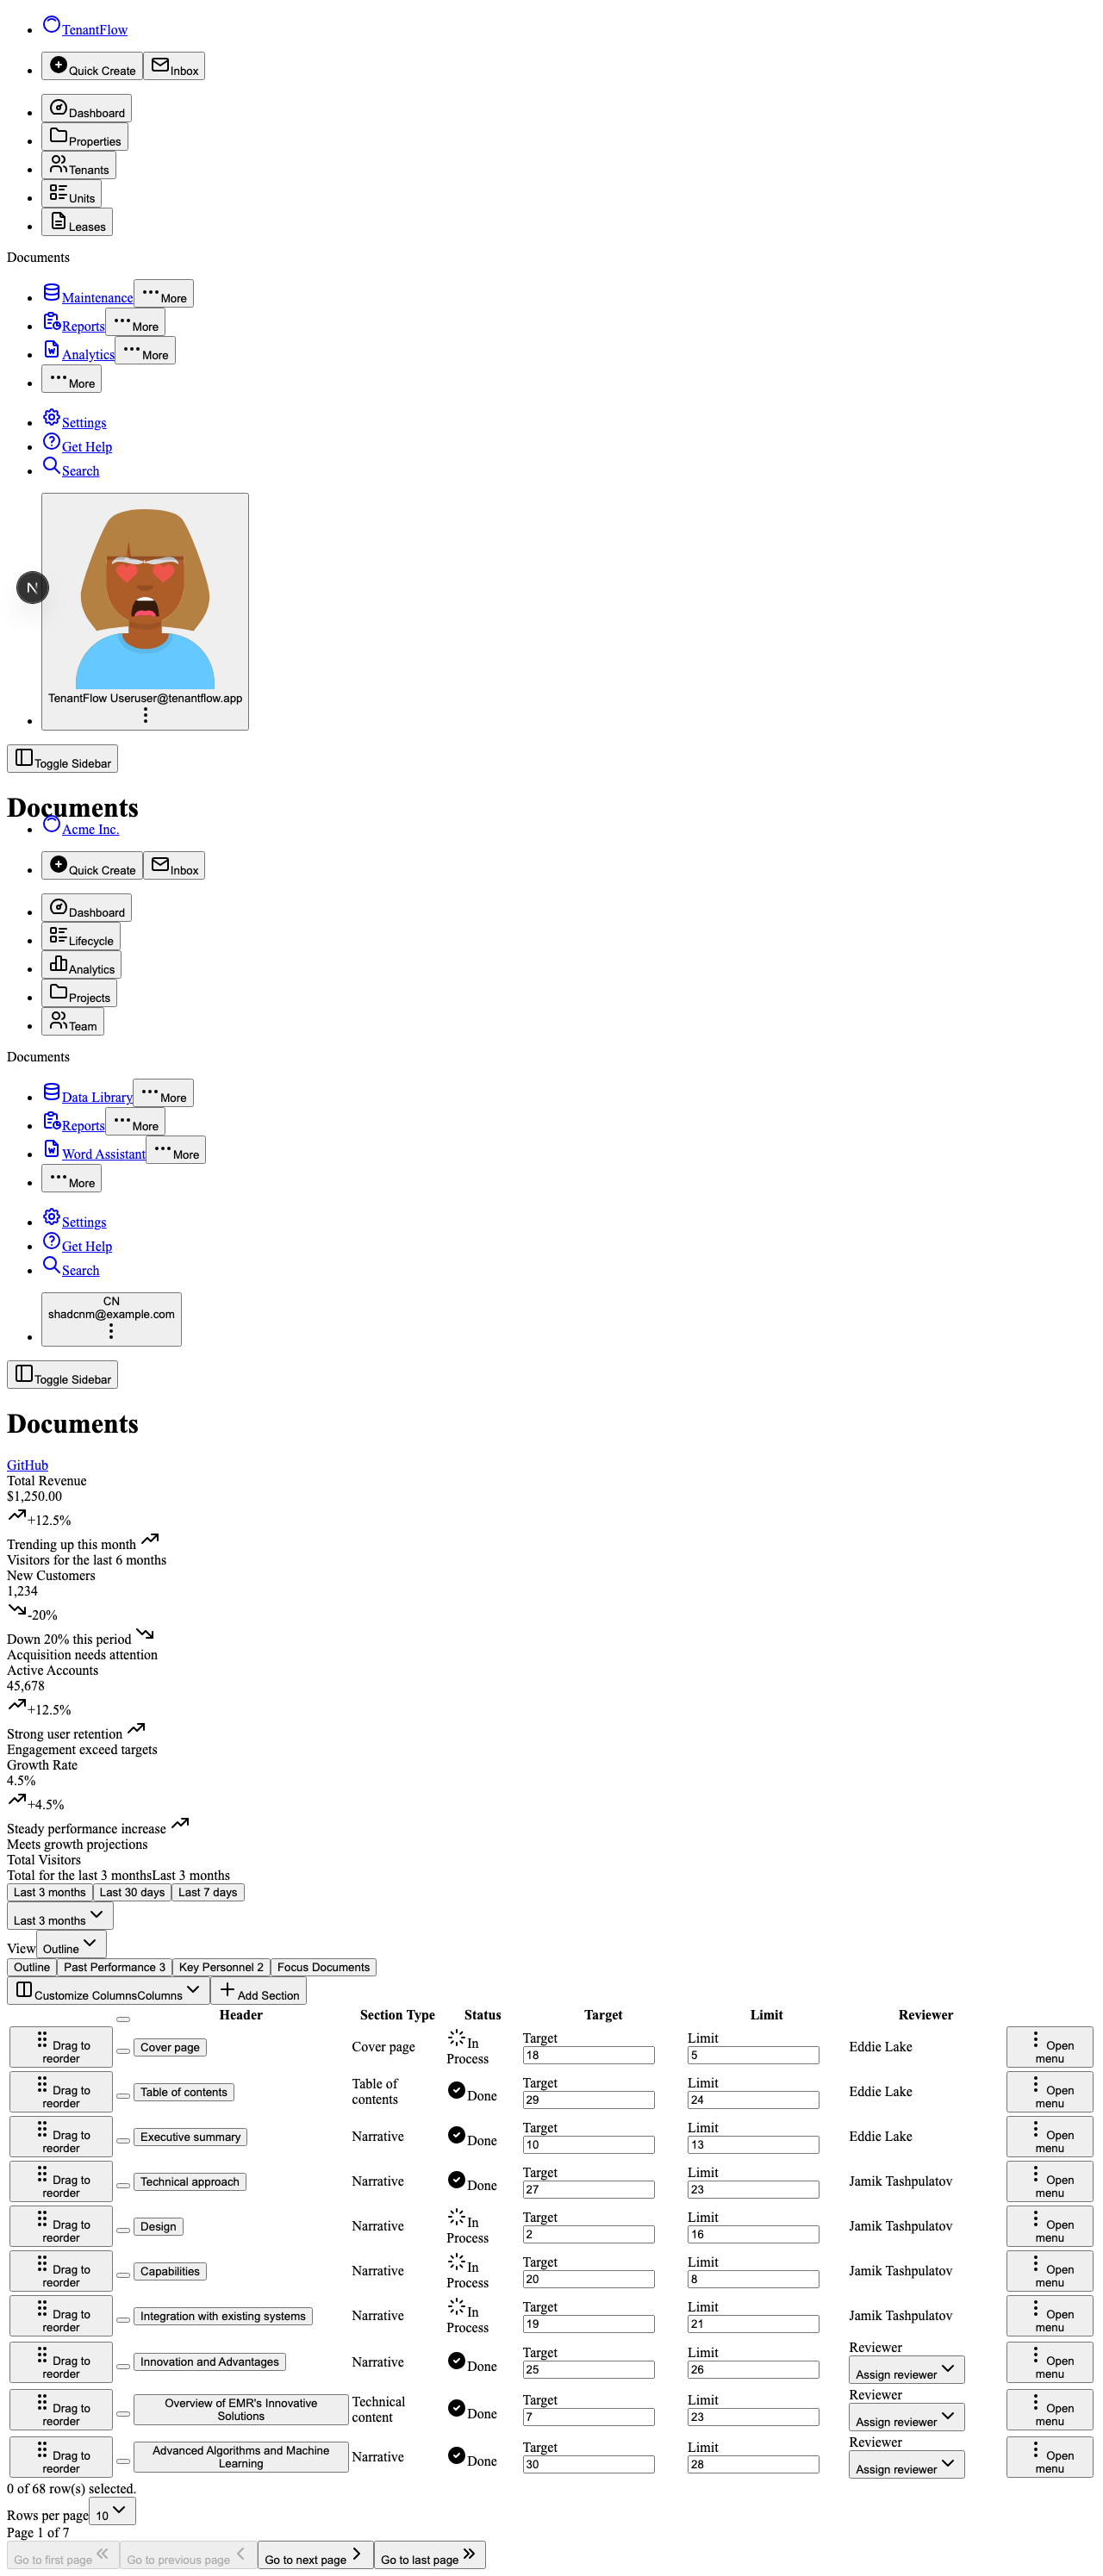 TenantFlow
Quick Create Inbox
Dashboard
Properties
Tenants
Units
Leases
Documents
Maintenance More
Reports More
Analytics More
More
Settings
Get Help
Search
N
TenantFlow Useruser@tenantflow.app
Toggle Sidebar
Documents
Acme Inc.
Quick Create Inbox
Dashboard
Lifecycle
Analytics
Projects
Team
Documents
Data Library More
Reports More
Word Assistant More
More
Settings
Get Help
Search
CN
shadcnm@example.com
Toggle Sidebar
Documents
GitHub
Total Revenue
$1,250.00
+12.5%
Trending up this month
Visitors for the last 6 months
New Customers
1,234
-20%
Down 20% this period
Acquisition needs attention
Active Accounts
45,678
+12.5%
Strong user retention
Engagement exceed targets
Growth Rate
4.5%
+4.5%
Steady performance increase
Meets growth projections
Total Visitors
Total for the last 3 monthsLast 3 months
Last 3 months Last 30 days Last 7 days
Last 3 months
View Outline
Outline Past Performance 3 Key Personnel 2 Focus Documents
Customize ColumnsColumns Add Section
Header Section Type Status Target Limit Reviewer
Drag to reorder Cover page Cover page In Process Target 18 Limit 5 Eddie Lake Open menu
Drag to reorder Table of contents Table of contents Done Target 29 Limit 24 Eddie Lake Open menu
Drag to reorder Executive summary Narrative Done Target 10 Limit 13 Eddie Lake Open menu
Drag to reorder Technical approach Narrative Done Target 27 Limit 23 Jamik Tashpulatov Open menu
Drag to reorder Design Narrative In Process Target 2 Limit 16 Jamik Tashpulatov Open menu
Drag to reorder Capabilities Narrative In Process Target 20 Limit 8 Jamik Tashpulatov Open menu
Drag to reorder Integration with existing systems Narrative In Process Target 19 Limit 21 Jamik Tashpulatov Open menu
Drag to reorder Innovation and Advantages Narrative Done Target 25 Limit 26 Reviewer Assign reviewer Open menu
Drag to reorder Overview of EMR's Innovative Solutions Technical content Done Target 7 Limit 23 Reviewer Assign reviewer Open menu
Drag to reorder Advanced Algorithms and Machine Learning Narrative Done Target 30 Limit 28 Reviewer Assign reviewer Open menu
0 of 68 row(s) selected.
Rows per page 10
Page 1 of 7
Go to first page Go to previous page Go to next page Go to last page